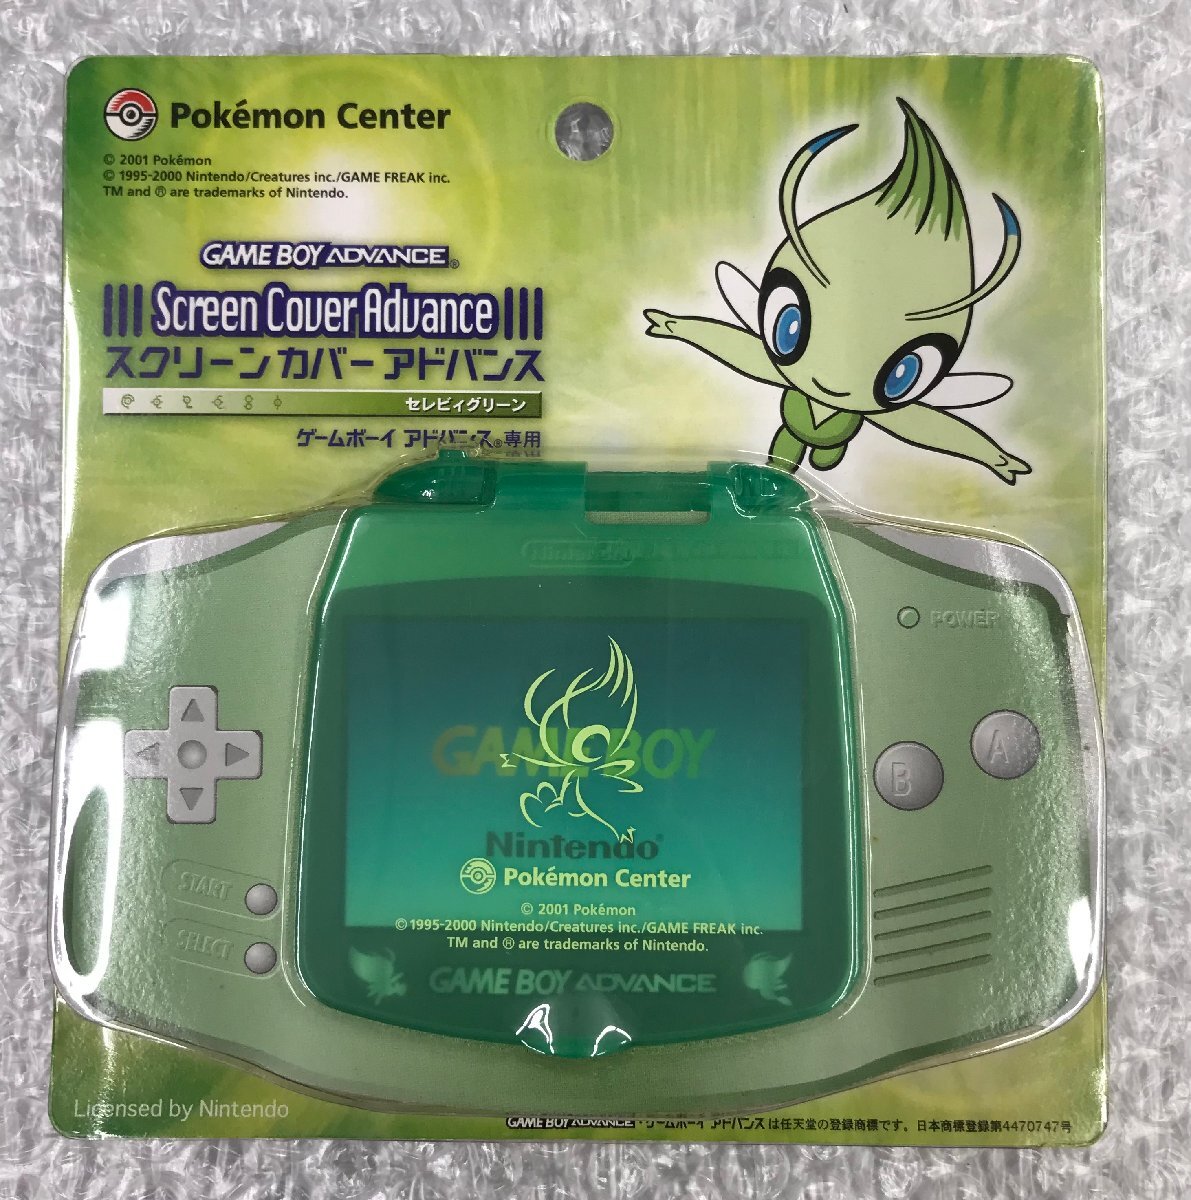 Pokémon Center
© 2001 Pokémon
© 1995-2000 Nintendo/Creatures inc./GAME FREAK inc.
TM and ® are trademarks of Nintendo.
GAME BOY ADVANCE®
Screen Cover Advance
スクリーンカバーアドバンス
セレビィグリーン
ゲームボーイ アドバンス®専用
Nintendo
POWER
A
B
GAME BOY
START
SELECT
Nintendo®
Pokémon Center
© 2001 Pokémon
©1995-2000 Nintendo/Creatures inc./GAME FREAK inc.
TM and ® are trademarks of Nintendo.
GAME BOY ADVANCE
Licensed by Nintendo
GAME BOY ADVANCE・ゲームボーイ アドバンスは任天堂の登録商標です。日本商標登録第4470747号